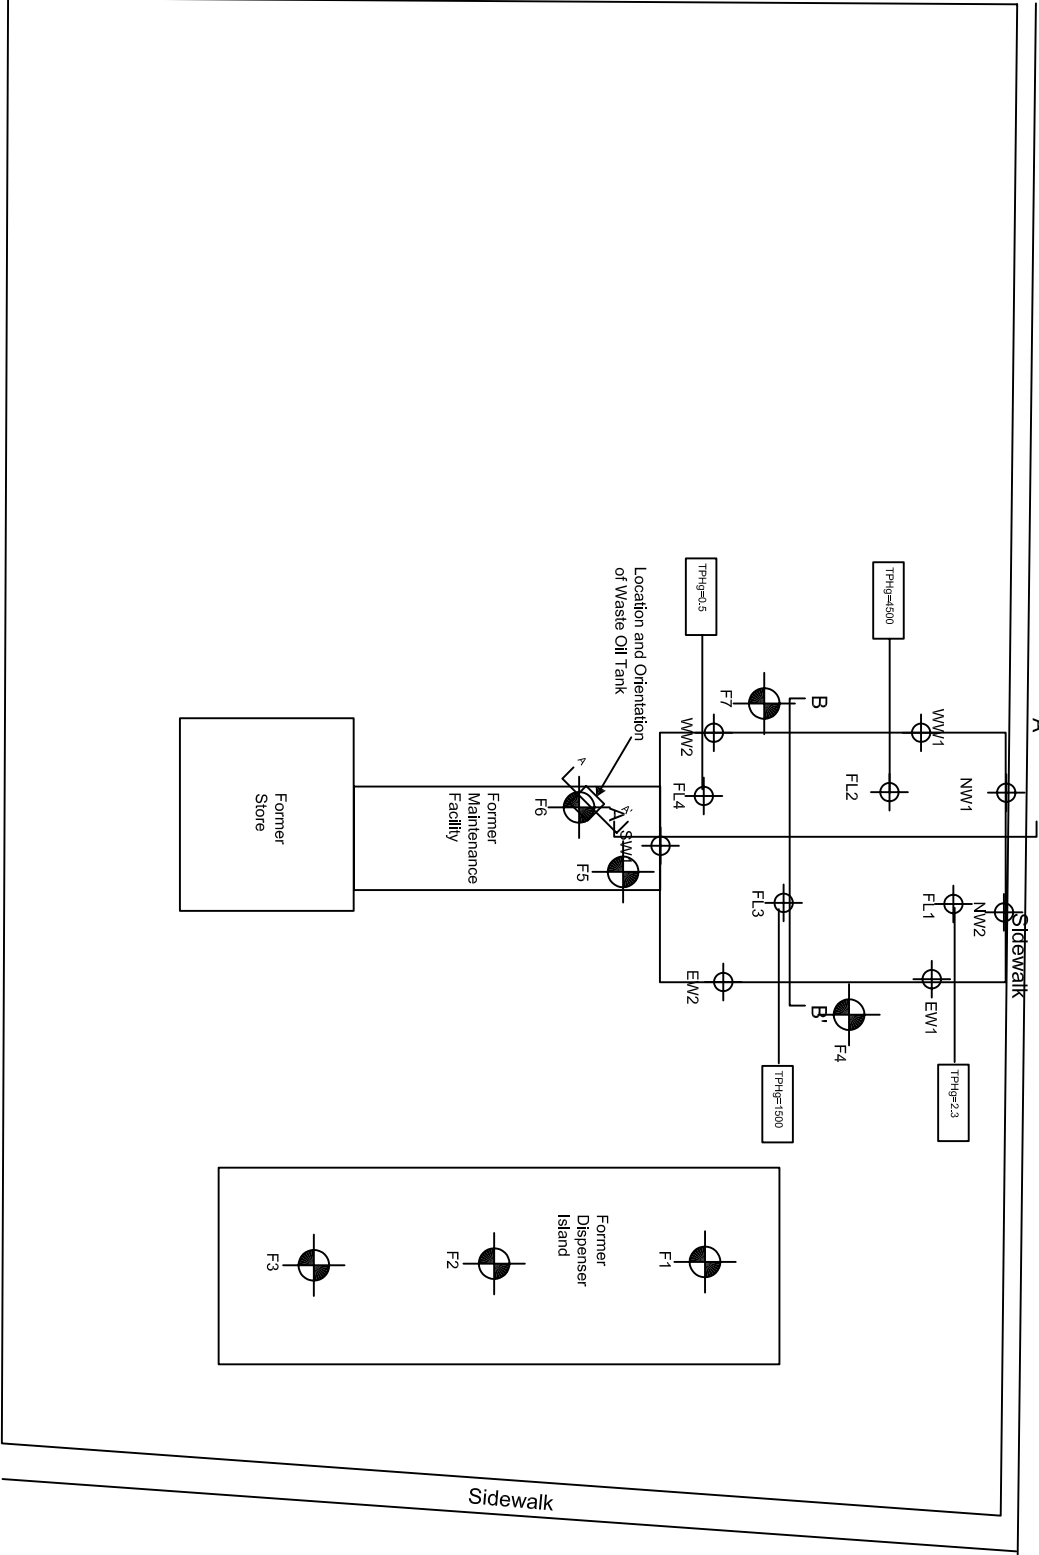 Sidewalk
A'
NW1
NW2
FL1
WW1
EW1
TPHg=2.3
TPHg=4500
FL2
F4
B
B'
FL3
TPHg=1500
F7
TPHg=0.5
WW2
EW2
FL4
Location and Orientation
of Waste Oil Tank
A
A'
A
F6
F5
Former
Maintenance
Facility
Former
Store
Former
Dispenser
Island
F1
F2
F3
Sidewalk